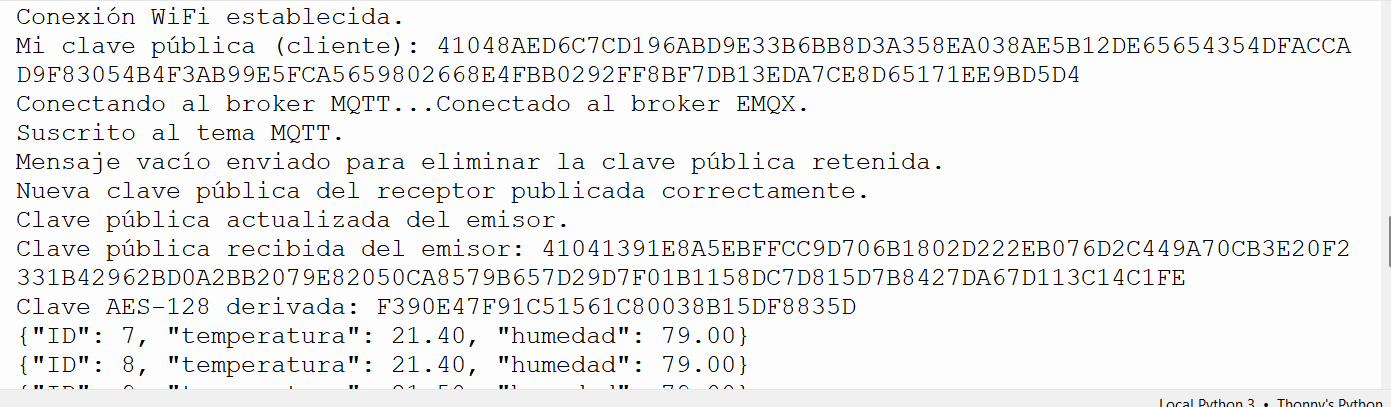 Conexión WiFi establecida.
Mi clave pública (cliente): 41048AED6C7CD196ABD9E33B6BB8D3A358EA038AE5B12DE65654354DFACCA
D9F83054B4F3AB99E5FCA5659802668E4FBB0292FF8BF7DB13EDA7CE8D65171EE9BD5D4
Conectando al broker MQTT...Conectado al broker EMQX.
Suscrito al tema MQTT.
Mensaje vacío enviado para eliminar la clave pública retenida.
Nueva clave pública del receptor publicada correctamente.
Clave pública actualizada del emisor.
Clave pública recibida del emisor: 41041391E8A5EBFFCC9D706B1802D222EB076D2C449A70CB3E20F2
331B42962BD0A2BB2079E82050CA8579B657D29D7F01B1158DC7D815D7B8427DA67D113C14C1FE
Clave AES-128 derivada: F390E47F91C51561C80038B15DF8835D
{"ID": 7, "temperatura": 21.40, "humedad": 79.00}
{"ID": 8, "temperatura": 21.40, "humedad": 79.00}
Local Python 3 • Thonny's Python